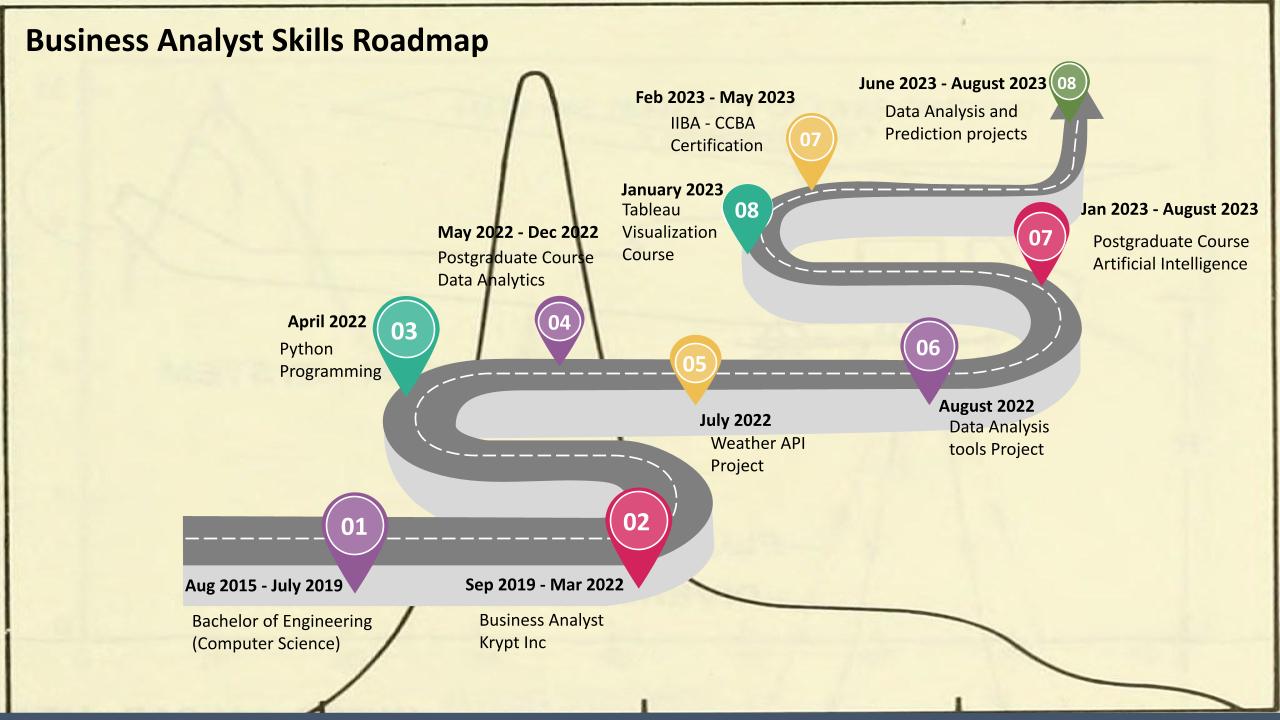 Business Analyst Skills Roadmap
01
Aug 2015 - July 2019
Bachelor of Engineering
(Computer Science)
02
Sep 2019 - Mar 2022
Business Analyst
Krypt Inc
03
April 2022
Python
Programming
04
May 2022 - Dec 2022
Postgraduate Course
Data Analytics
05
July 2022
Weather API
Project
06
August 2022
Data Analysis
tools Project
07
Jan 2023 - August 2023
Postgraduate Course
Artificial Intelligence
08
January 2023
Tableau
Visualization
Course
07
Feb 2023 - May 2023
IIBA - CCBA
Certification
08
June 2023 - August 2023
Data Analysis and
Prediction projects